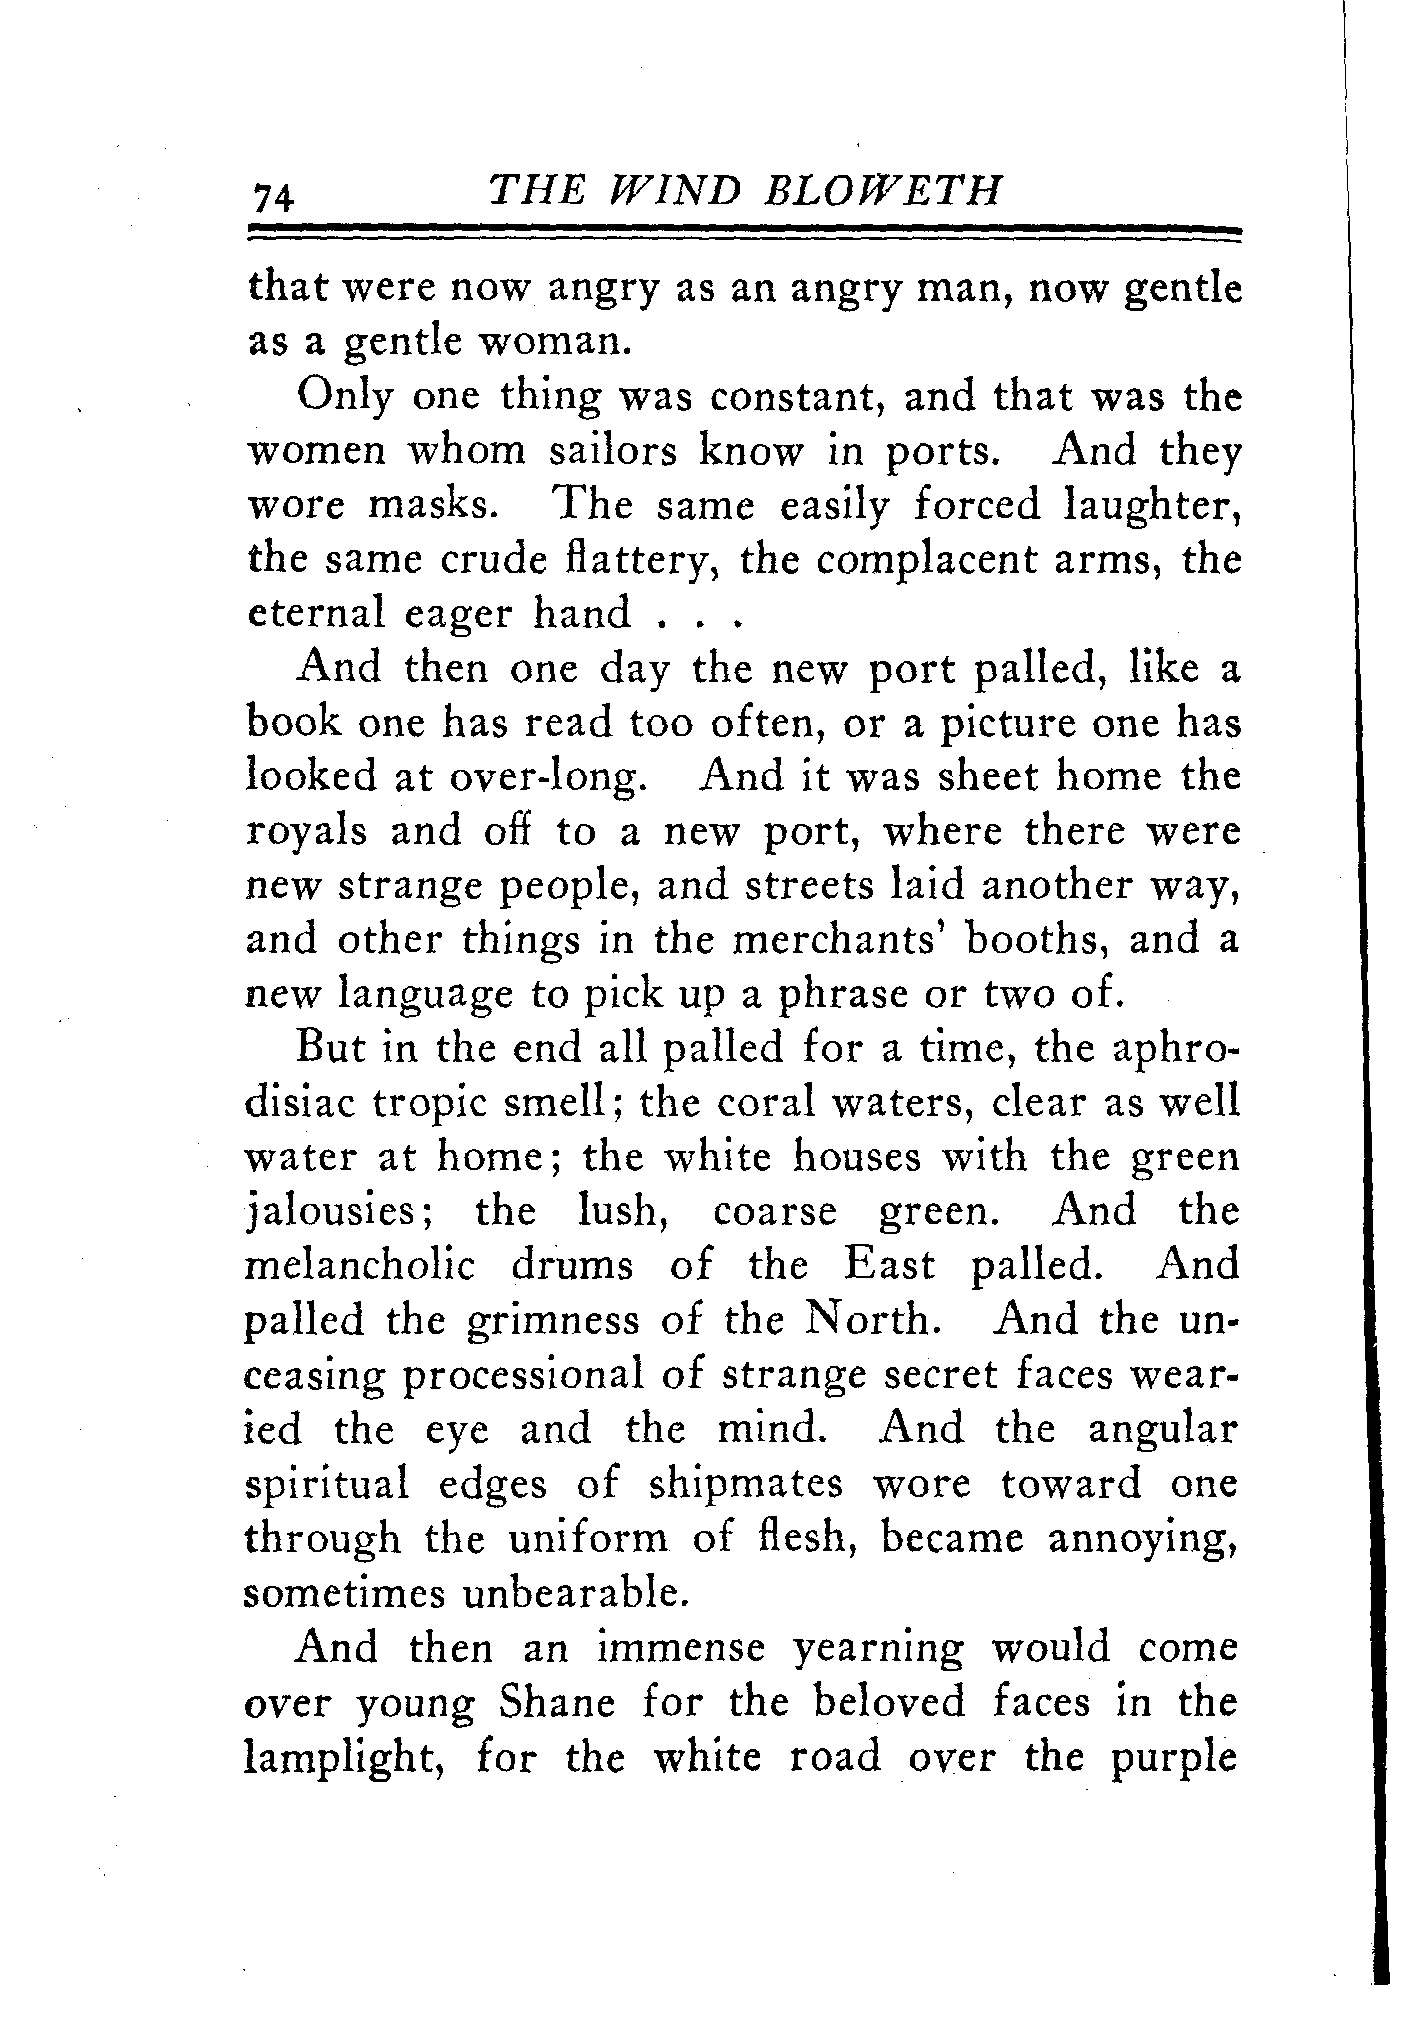 74 THE WIND BLOWETH
that were now angry as an angry man, now gentle
as a gentle woman.
Only one thing was constant, and that was the
women whom sailors know in ports. And they
wore masks. The same easily forced laughter,
the same crude flattery, the complacent arms, the
eternal eager hand . . .
And then one day the new port palled, like a
book one has read too often, or a picture one has
looked at over-long. And it was sheet home the
royals and off to a new port, where there were
new strange people, and streets laid another way,
and other things in the merchants' booths, and a
new language to pick up a phrase or two of.
But in the end all palled for a time, the aphro-
disiac tropic smell; the coral waters, clear as well
water at home; the white houses with the green
jalousies; the lush, coarse green. And the
melancholic drums of the East palled. And
palled the grimness of the North. And the un-
ceasing processional of strange secret faces wear-
ied the eye and the mind. And the angular
spiritual edges of shipmates wore toward one
through the uniform of flesh, became annoying,
sometimes unbearable.
And then an immense yearning would come
over young Shane for the beloved faces in the
lamplight, for the white road over the purple